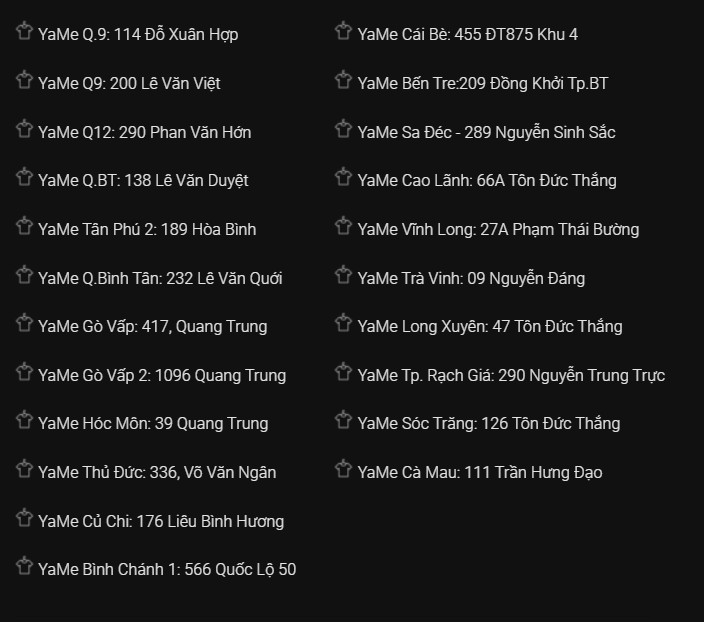 YaMe Q.9: 114 Đỗ Xuân Hợp
YaMe Q9: 200 Lê Văn Việt
YaMe Q12: 290 Phan Văn Hớn
YaMe Q.BT: 138 Lê Văn Duyệt
YaMe Tân Phú 2: 189 Hòa Bình
YaMe Q.Bình Tân: 232 Lê Văn Quới
YaMe Gò Vấp: 417, Quang Trung
YaMe Gò Vấp 2: 1096 Quang Trung
YaMe Hóc Môn: 39 Quang Trung
YaMe Thủ Đức: 336, Võ Văn Ngân
YaMe Củ Chi: 176 Liêu Bình Hương
YaMe Bình Chánh 1: 566 Quốc Lộ 50
YaMe Cái Bè: 455 ĐT875 Khu 4
YaMe Bến Tre:209 Đồng Khởi Tp.BT
YaMe Sa Đéc - 289 Nguyễn Sinh Sắc
YaMe Cao Lãnh: 66A Tôn Đức Thắng
YaMe Vĩnh Long: 27A Phạm Thái Bường
YaMe Trà Vinh: 09 Nguyễn Đáng
YaMe Long Xuyên: 47 Tôn Đức Thắng
YaMe Tp. Rạch Giá: 290 Nguyễn Trung Trực
YaMe Sóc Trăng: 126 Tôn Đức Thắng
YaMe Cà Mau: 111 Trần Hưng Đạo